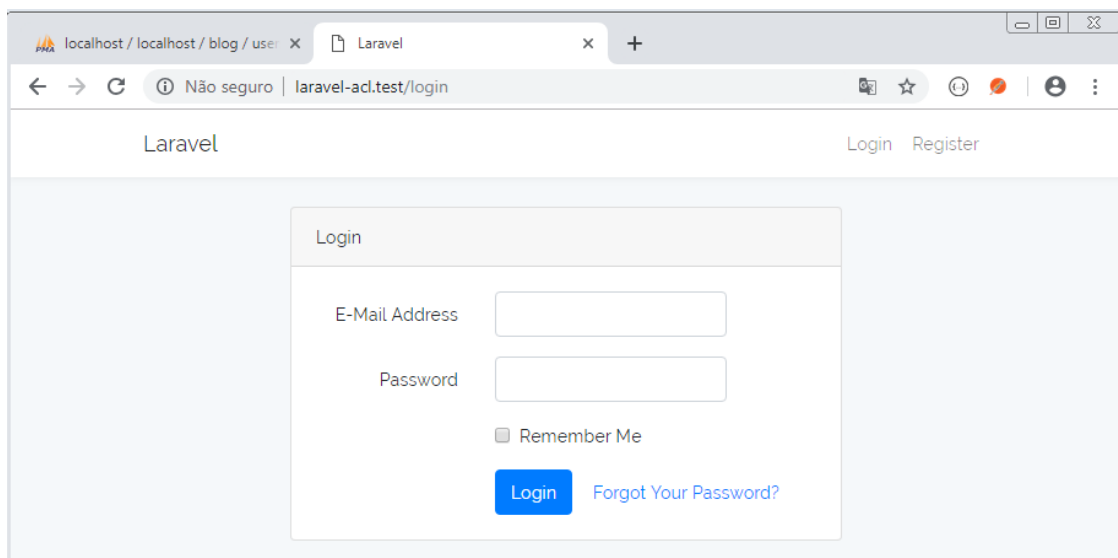 PMA localhost / localhost / blog / user Laravel
Não seguro | laravel-acl.test/login
Laravel Login Register
Login
E-Mail Address
Password
Remember Me
Login Forgot Your Password?